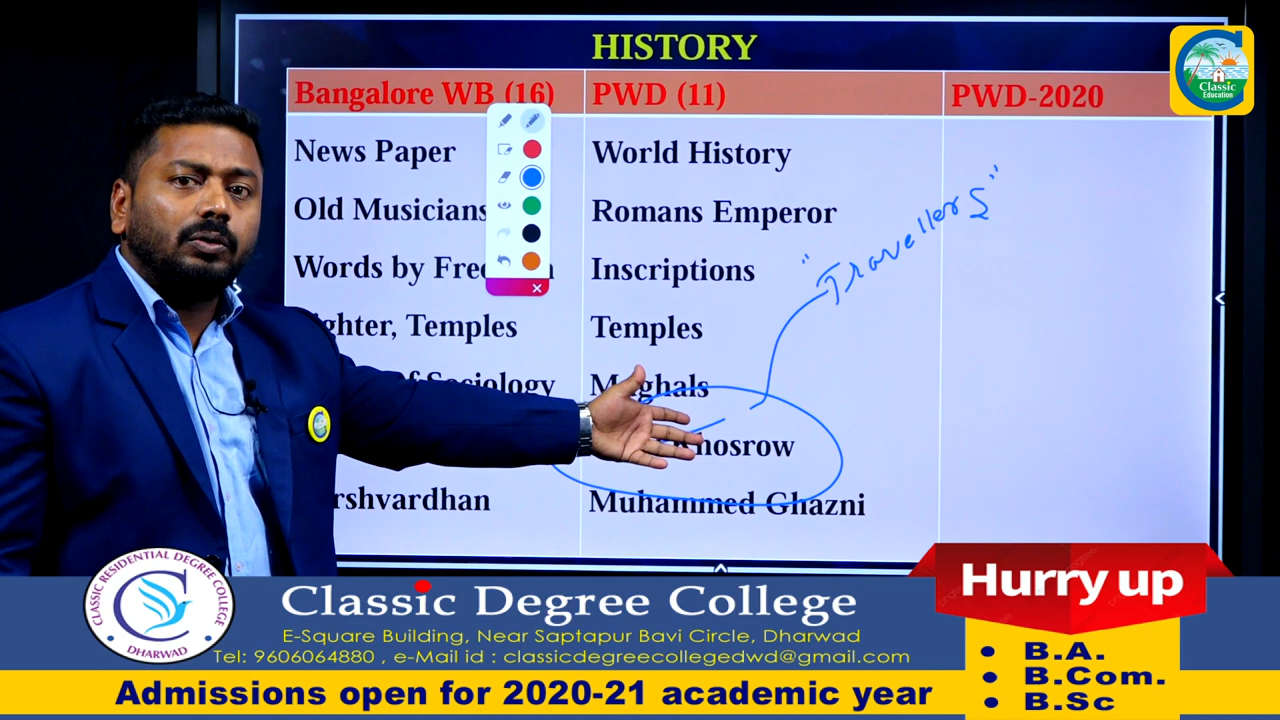 HISTORY
Classic
Education
Bangalore WB (16) PWD (11) PWD-2020
News Paper World History
Old Musicians Romans Emperor
Words by Inscriptions
"Travellers"
Temples Temples
Sociology
Khosrow
Muhammed Ghazni
CLASSIC RESIDENTIAL DEGREE COLLEGE
DHARWAD
Classic Degree College
E-Square Building, Near Saptapur Bavi Circle, Dharwad
Tel: 9606064880 , e-Mail id : classicdegreecollegedwd@gmail.com
Admissions open for 2020-21 academic year
Hurry up
• B.A.
• B.Com.
• B.Sc